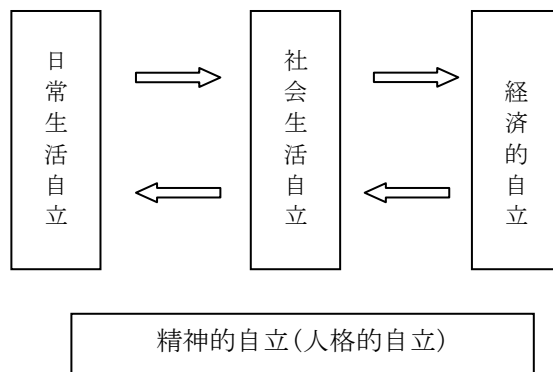 日常生活自立
社会生活自立
経済的自立
精神的自立(人格的自立)